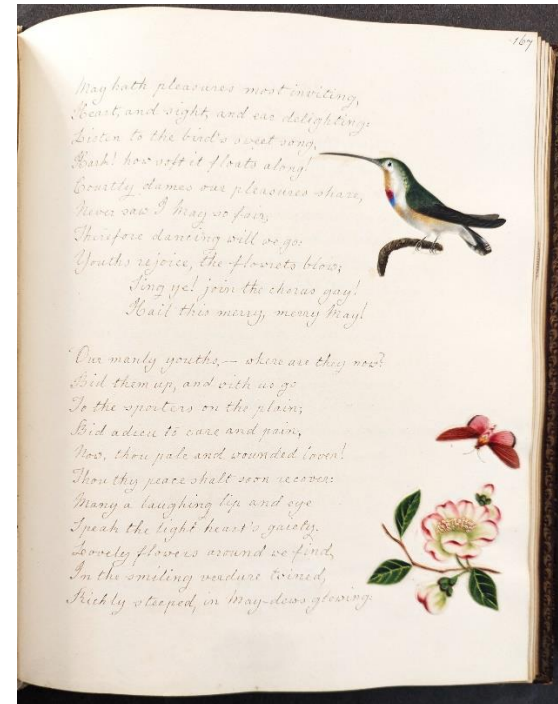 167
May hath pleasures most inviting,
Heart, and sight, and ear delighting:
Listen to the bird's sweet song,
Hark! how soft it floats along!
Courtly dames our pleasures share,
Never saw I May so fair;
Therefore dancing will we go:
Youths rejoice, the flowrets blow;
Sing ye! join the chorus gay!
Hail this merry, merry May!
Our manly youths,— where are they now?
Bid them up, and with us go
To the sporters on the plain;
Bid adieu to care and pain,
Now, thou pale and wounded lover!
Thou thy peace shalt soon recover:
Many a laughing lip and eye
Speak the light heart's gaiety.
Lovely flowers around we find,
In the smiling verdure twined,
Richly steeped, in May-dews glowing: